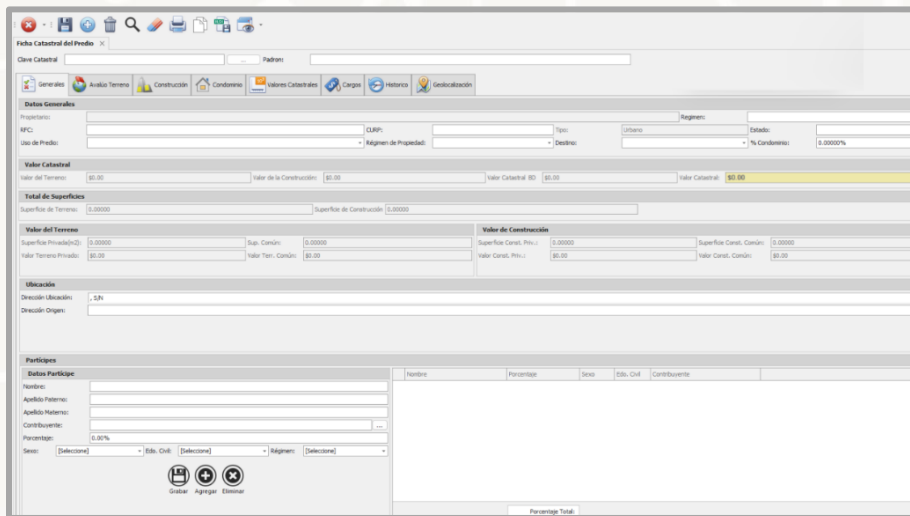 Ficha Catastral del Predio ×
Clave Catastral ... Padrom:
Generales Avalúo Terreno Construcción Condominio Valores Catastrales Cargos Historico Geolocalización
Datos Generales
Propietario: Regimen:
RFC: CURP: Tipo: Urbano Estado:
Uso de Predio: Régimen de Propiedad: Destino: % Condominio: 0.00000%
Valor Catastral
Valor del Terreno: $0.00 Valor de la Construcción: $0.00 Valor Catastral BD $0.00 Valor Catastral: $0.00
Total de Superficies
Superficie de Terreno: 0.00000 Superficie de Construcción 0.00000
Valor del Terreno Valor de Construcción
Superficie Privada(m2): 0.00000 Sup. Común: 0.00000 Superficie Const. Priv.: 0.00000 Superficie Const. Común: 0.00000
Valor Terreno Privado: $0.00 Valor Terr. Común: $0.00 Valor Const. Priv.: $0.00 Valor Const. Común: $0.00
Ubicación
Dirección Ubicación: , S/N
Dirección Origen:
Participes
Datos Participe Nombre Porcentaje Sexo Edo. Civil Contribuyente
Nombre:
Apellido Paterno:
Apellido Materno:
Contribuyente: ...
Porcentaje: 0.00%
Sexo: [Seleccione] Edo. Civil: [Seleccione] Régimen: [Seleccione]
Grabar Agregar Eliminar
Porcentaje Total: